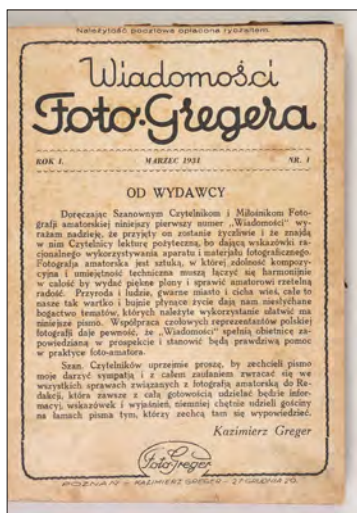 Należytość pocztowa opłacona ryczałtem.
Wiadomości
Foto-Gregera
ROK I. MARZEC 1931 NR. 1
OD WYDAWCY
Doręczając Szanownym Czytelnikom i Miłośnikom Foto-
grafji amatorskiej niniejszy pierwszy numer „Wiadomości" wy-
rażam nadzieję, że przyjęty on zostanie życzliwie i że znajdą
w nim Czytelnicy lekturę pożyteczną, bo dającą wskazówki ra-
cjonalnego wykorzystywania aparatu i materjału fotograficznego.
Fotografja amatorska jest sztuką, w której zdolność kompozy-
cyjna i umiejętność techniczna muszą łączyć się harmonijnie
w całość by wydać piękne plony i sprawić amatorowi rzetelną
radość. Przyroda i ludzie, gwarne miasto i cicha wieś, całe to
nasze tak wartko i bujnie płynące życie dają nam niesłychane
bogactwo tematów, których należyte wykorzystanie ułatwić ma
niniejsze pismo. Współpraca czołowych reprezentantów polskiej
fotografji daje pewność, że „Wiadomości" spełnią obietnicę za-
powiedzianą w prospekcie i stanowić będą prawdziwą pomoc
w praktyce foto-amatora.
Szan. Czytelników uprzejmie proszę, by zechcieli pismo
moje darzyć sympatją i z całem zaufaniem zwracać się we
wszystkich sprawach związanych z fotografją amatorską do Re-
dakcji, która zawsze z całą gotowością udzielać będzie infor-
macyj, wskazówek i wyjaśnień, niemniej chętnie udzieli gościny
na łamach pisma tym, którzy zechcą tam się wypowiedzieć.
Kazimierz Greger
Foto-Greger
POZNAŃ - KAZIMIERZ GREGER - 27 GRUDNIA 20.